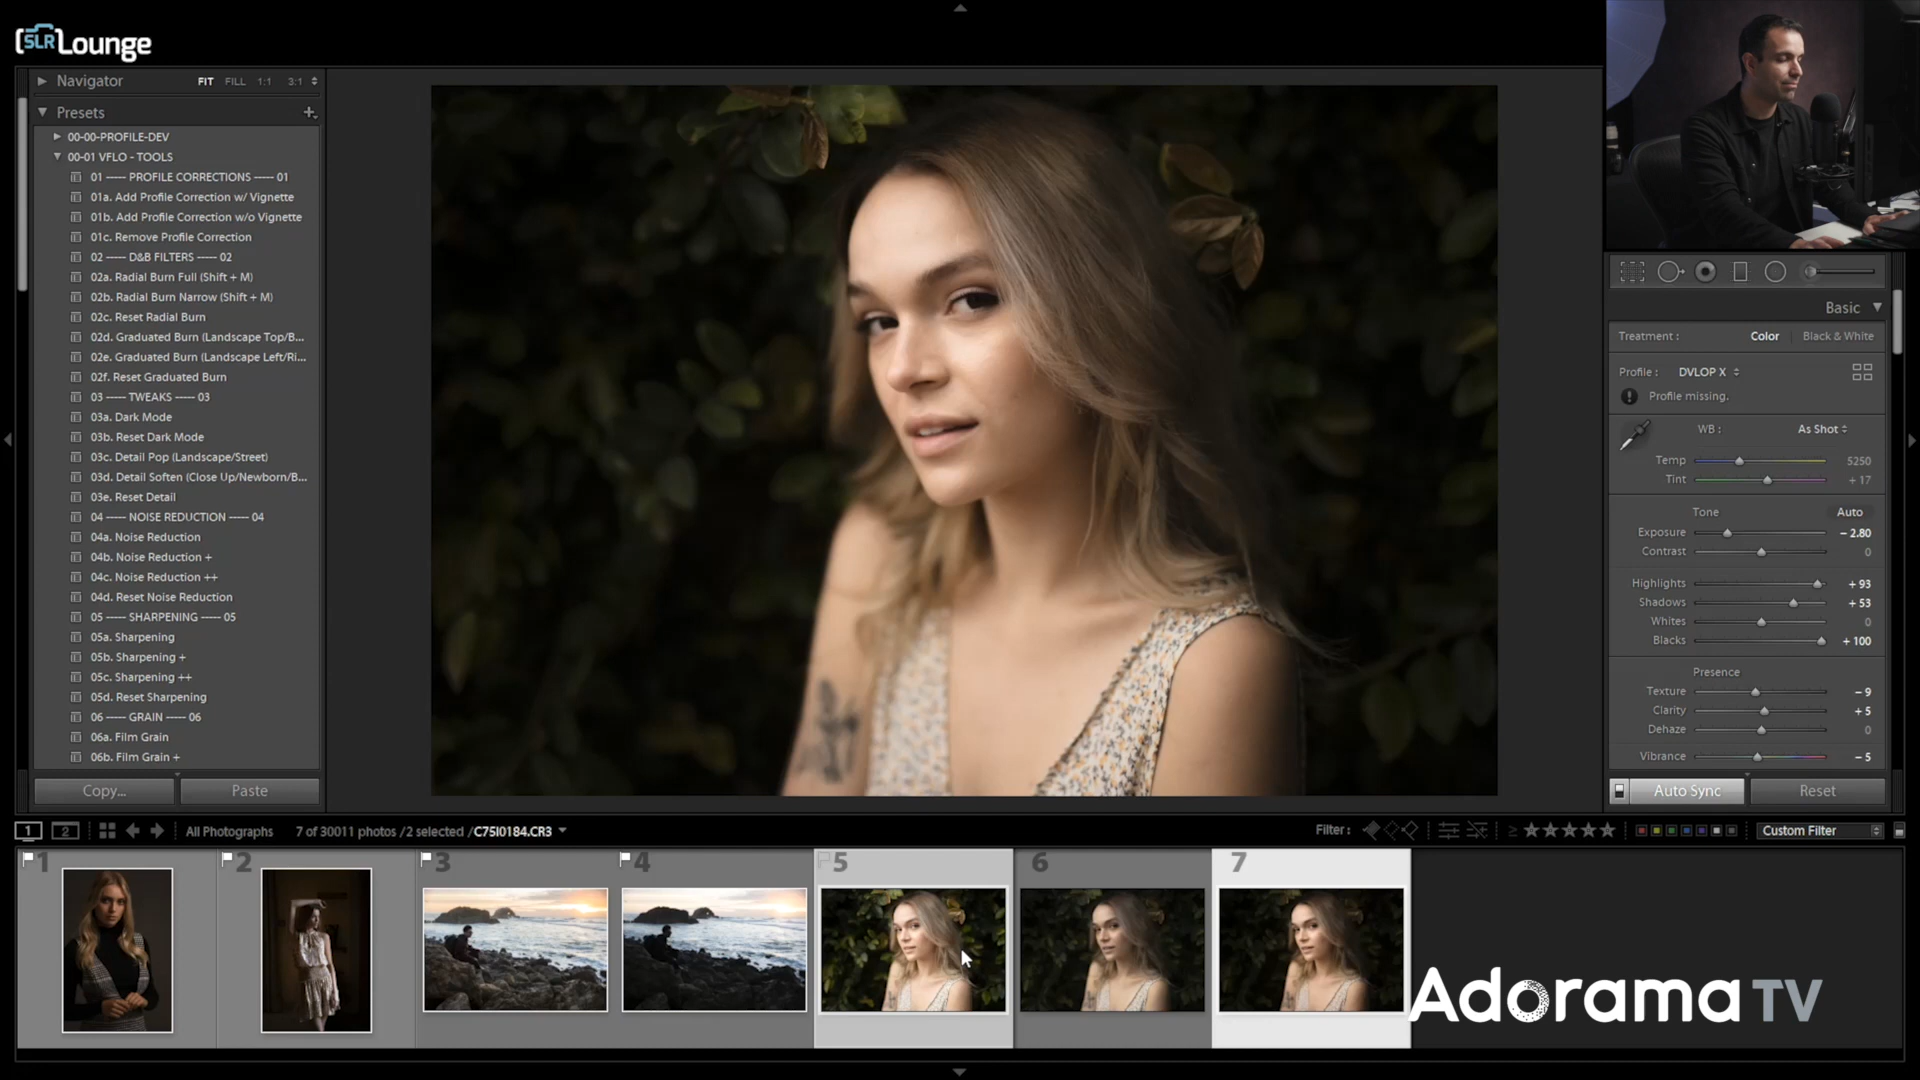 SLR Lounge
Navigator FIT FILL 1:1 3:1
Presets
00-00-PROFILE-DEV
00-01 VFLO - TOOLS
01 ----- PROFILE CORRECTIONS ----- 01
01a. Add Profile Correction w/ Vignette
01b. Add Profile Correction w/o Vignette
01c. Remove Profile Correction
02 ----- D&B FILTERS ----- 02
02a. Radial Burn Full (Shift + M)
02b. Radial Burn Narrow (Shift + M)
02c. Reset Radial Burn
02d. Graduated Burn (Landscape Top/B...
02e. Graduated Burn (Landscape Left/Ri...
02f. Reset Graduated Burn
03 ----- TWEAKS ----- 03
03a. Dark Mode
03b. Reset Dark Mode
03c. Detail Pop (Landscape/Street)
03d. Detail Soften (Close Up/Newborn/B...
03e. Reset Detail
04 ----- NOISE REDUCTION ----- 04
04a. Noise Reduction
04b. Noise Reduction +
04c. Noise Reduction ++
04d. Reset Noise Reduction
05 ----- SHARPENING ----- 05
05a. Sharpening
05b. Sharpening +
05c. Sharpening ++
05d. Reset Sharpening
06 ----- GRAIN ----- 06
06a. Film Grain
06b. Film Grain +
Copy... Paste
Basic
Treatment : Color Black & White
Profile : DVLOP X
Profile missing.
WB : As Shot
Temp 5250
Tint + 17
Tone Auto
Exposure – 2.80
Contrast 0
Highlights + 93
Shadows + 53
Whites 0
Blacks + 100
Presence
Texture – 9
Clarity + 5
Dehaze 0
Vibrance – 5
Auto Sync Reset
1 2 All Photographs 7 of 30011 photos /2 selected /C75I0184.CR3 Filter : ≥ Custom Filter
1 2 3 4 5 6 7
Adorama TV